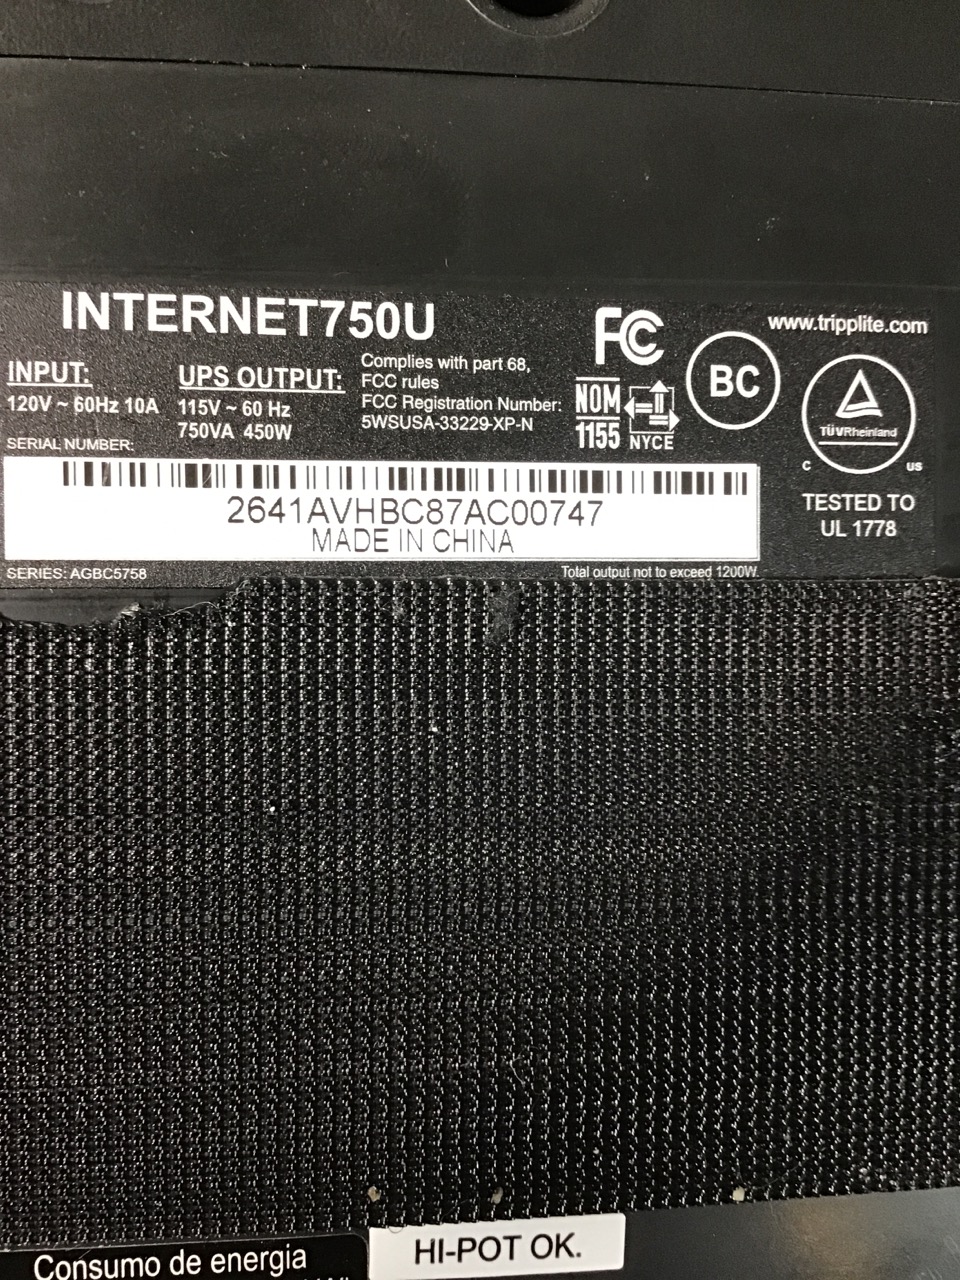 INTERNET750U
INPUT:
120V ~ 60Hz 10A
UPS OUTPUT:
115V ~ 60 Hz
750VA 450W
Complies with part 68,
FCC rules
FCC Registration Number:
5WSUSA-33229-XP-N
FC
NOM
1155
NYCE
BC
www.tripplite.com
TÜVRheinland
C US
TESTED TO
UL 1778
SERIAL NUMBER:
2641AVHBC87AC00747
MADE IN CHINA
SERIES: AGBC5758
Total output not to exceed 1200W.
Consumo de energia
HI-POT OK.